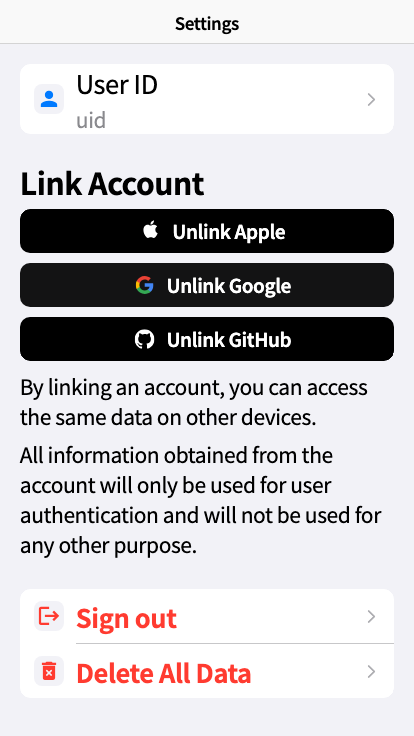 Settings
User ID
uid
Link Account
Unlink Apple
Unlink Google
Unlink GitHub
By linking an account, you can access
the same data on other devices.
All information obtained from the
account will only be used for user
authentication and will not be used for
any other purpose.
Sign out
Delete All Data